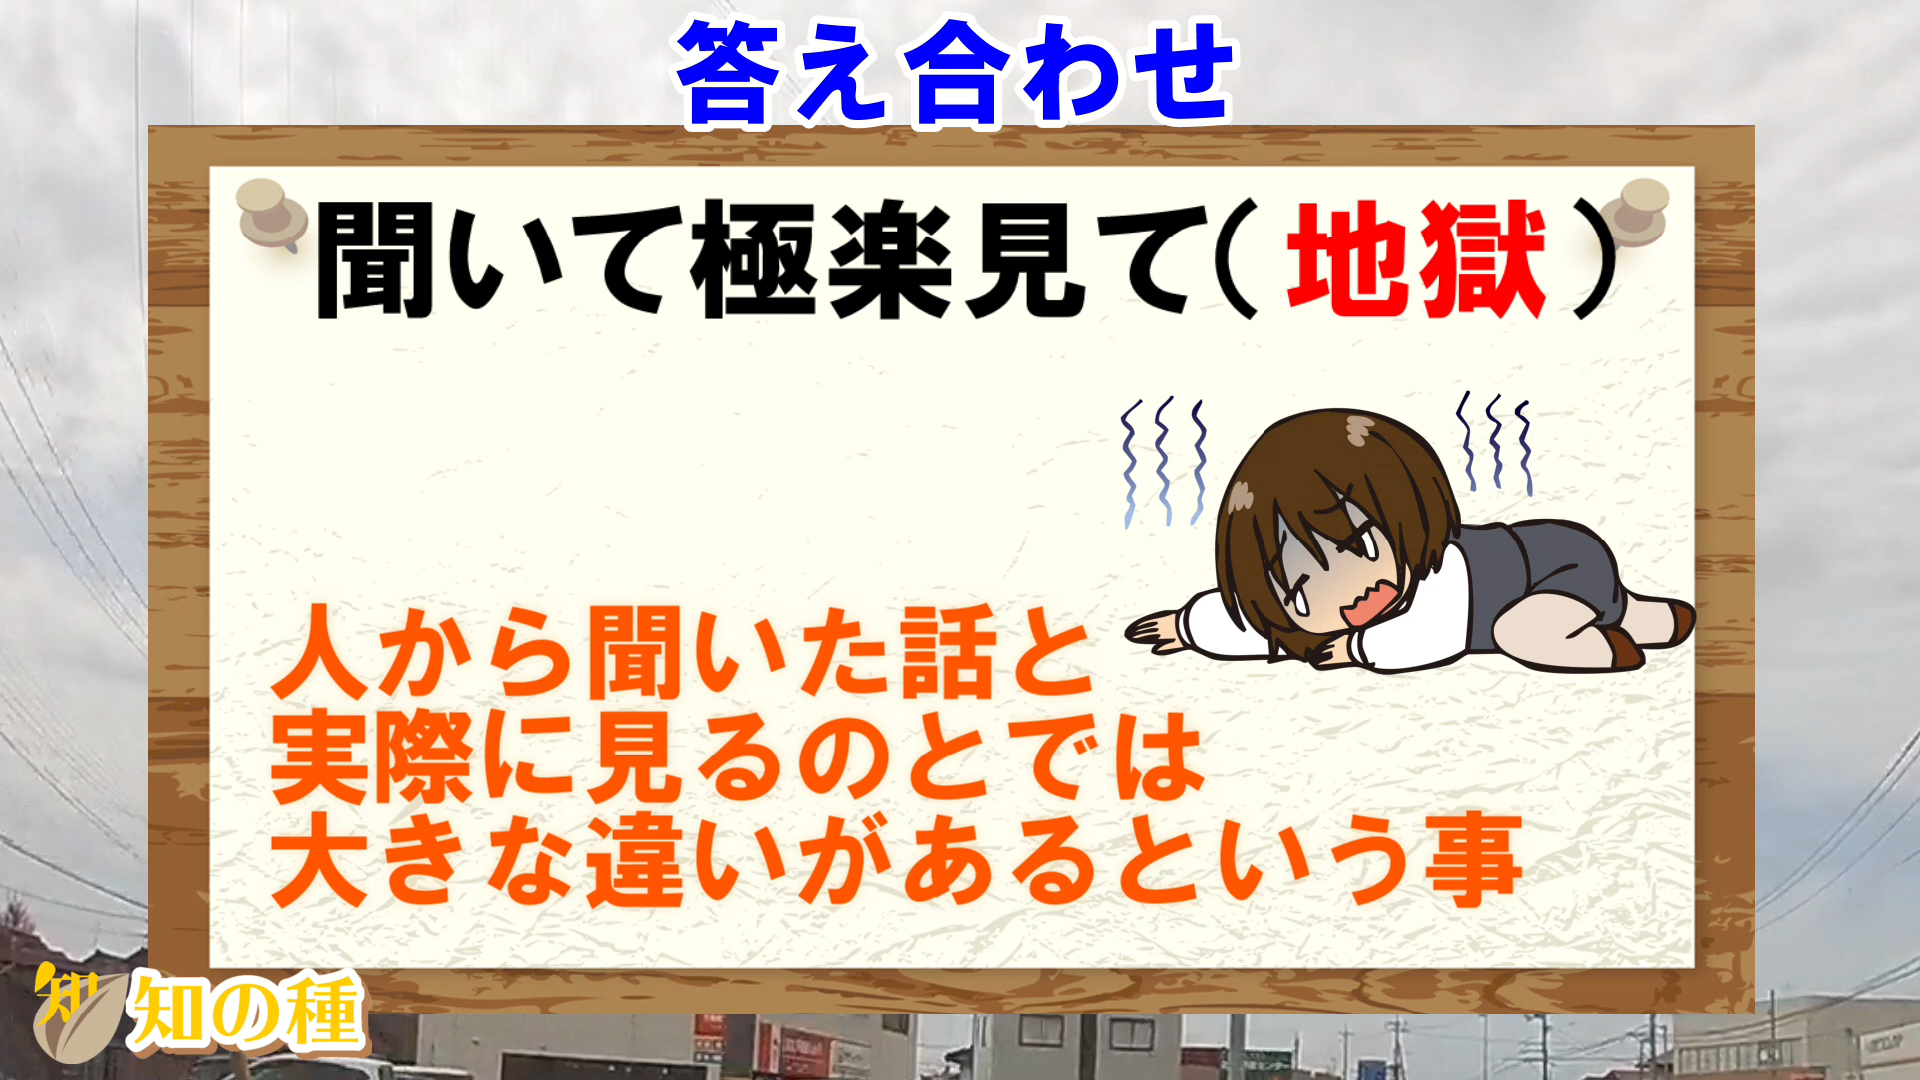 答え合わせ
聞いて極楽見て(地獄)
人から聞いた話と
実際に見るのとでは
大きな違いがあるという事
知 知の種